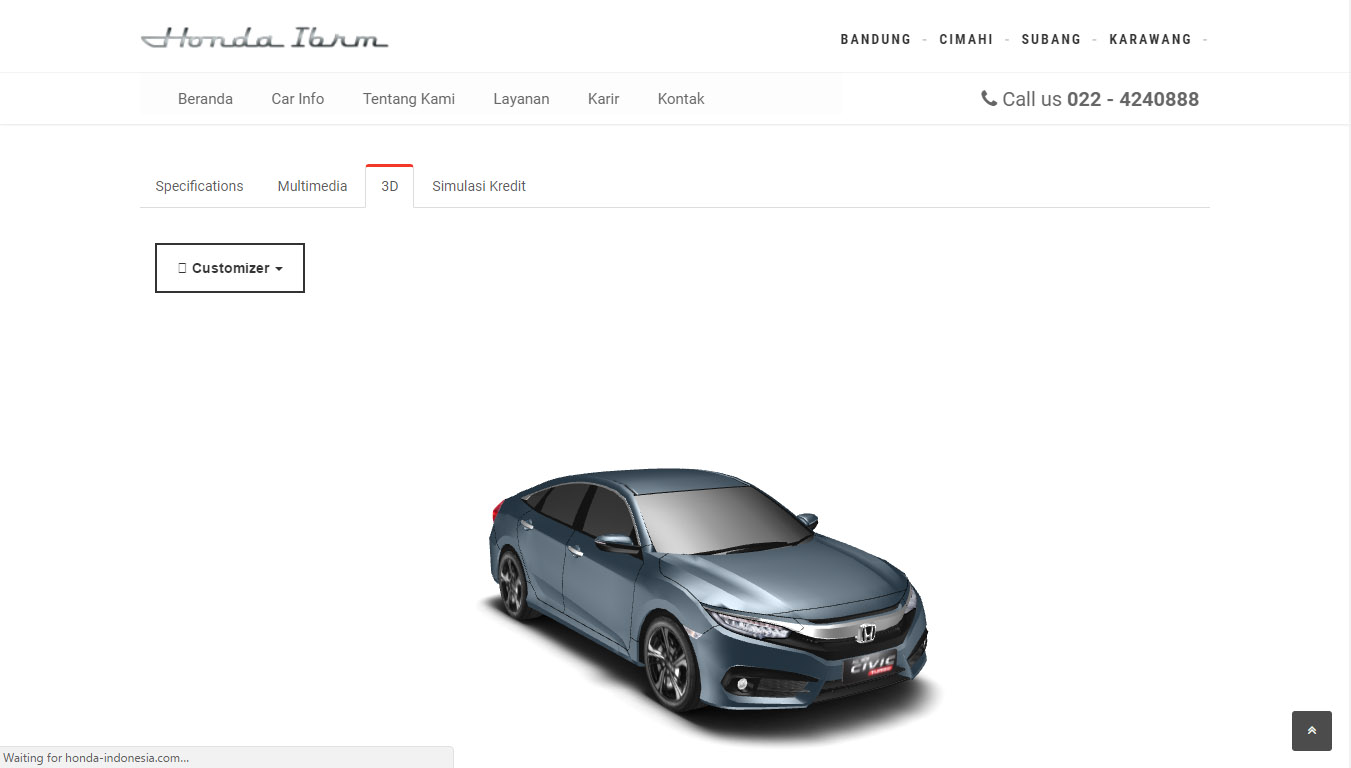 Honda Ibrm
BANDUNG - CIMAHI - SUBANG - KARAWANG -
Beranda Car Info Tentang Kami Layanan Karir Kontak
Call us 022 - 4240888
Specifications Multimedia 3D Simulasi Kredit
Customizer
CIVIC
TURBO
Waiting for honda-indonesia.com...